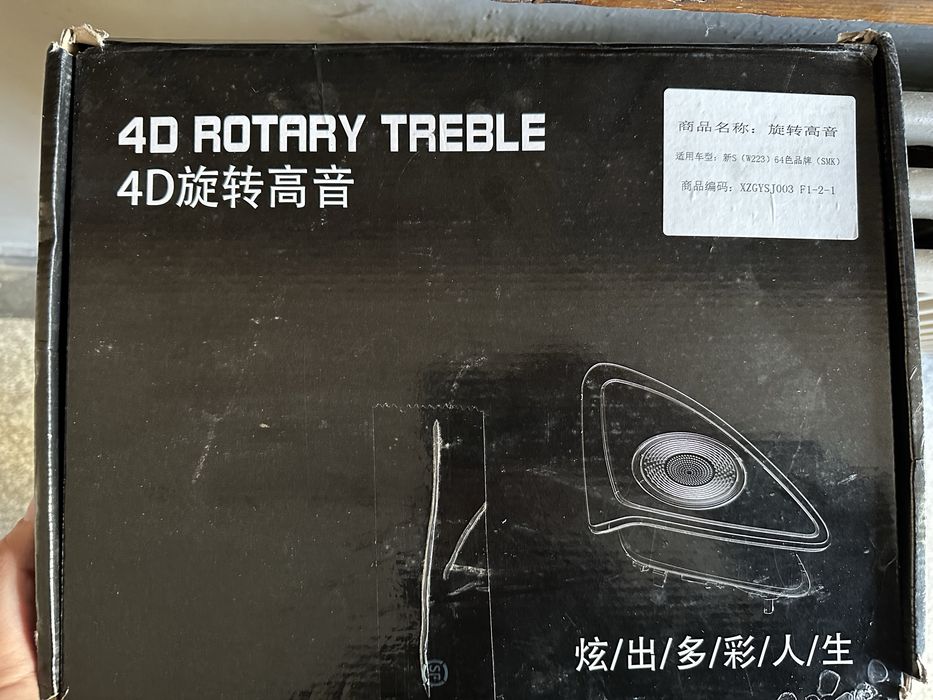 4D ROTARY TREBLE
4D旋转高音
商品名称：旋转高音
适用车型：新S（W223）64色品牌（SMK）
商品编码：XZGYSJ003 F1-2-1
炫/出/多/彩/人/生